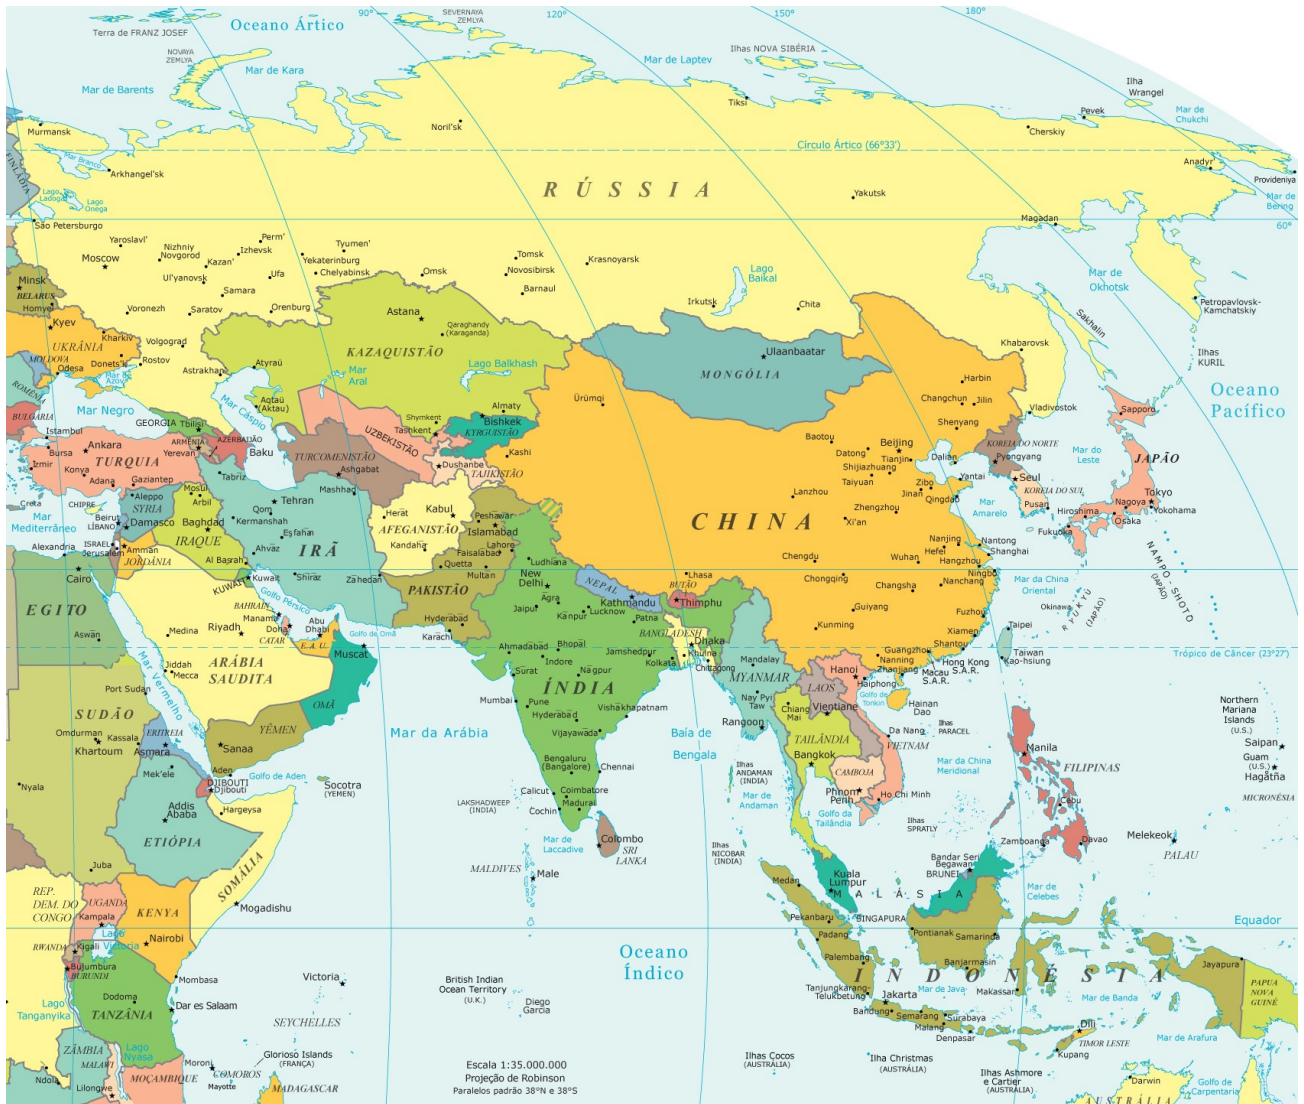 90°
120°
150°
180°
SEVERNAYA
ZEMLYA
Oceano Ártico
Terra de FRANZ JOSEF
NOVAYA
ZEMLYA
Mar de Kara
Mar de Laptev
Ilhas NOVA SIBÉRIA
Mar de Barents
Ilha
Wrangel
Tiksi
Pevek
Mar de
Chukchi
Noril'sk
Cherskiy
Murmansk
Círculo Ártico (66°33')
Mar Branco
Anadyr'
Provideniya
FINLÂNDIA
Arkhangel'sk
RÚSSIA
Yakutsk
Mar de
Bering
Lago
Ladoga
Lago
Onega
Magadan
São Petersburgo
60°
Yaroslavl'
Nizhniy
Novgorod
Izhevsk
Perm'
Tyumen'
Yekaterinburg
Moscow
Kazan'
Chelyabinsk
Tomsk
Novosibirsk
Krasnoyarsk
Ul'yanovsk
Ufa
Omsk
Lago
Baikal
Mar de
Okhotsk
Minsk
BELARUS
Homyel
Samara
Barnaul
Voronezh
Saratov
Orenburg
Irkutsk
Chita
Petropavlovsk-
Kamchatskiy
Sakhalin
Kyev
UCRÂNIA
Kharkiv
Astana
Qaraghandy
(Karaganda)
Volgograd
KAZAQUISTÃO
Ulaanbaatar
MONGÓLIA
Khabarovsk
Ilhas
KURIL
MOLDOVA
Odesa
Donets'k
Rostov
Mar de
Azov
Astrakhan
Atyraū
Mar
Aral
Lago Balkhash
Harbin
Oceano
Pacífico
ROMÊNIA
Mar Negro
Mar Cáspio
Aqtaū
(Aktau)
Almaty
Ürümqi
Changchun
Jilin
Vladivostok
Sapporo
BULGARIA
GEORGIA
Tbilisi
Shymkent
Tashkent
Bishkek
KYRGUISTÃO
Shenyang
Istambul
ARMÊNIA
Yerevan
AZERBADÃO
Baku
UZBEKISTÃO
TURCOMENISTÃO
Kashi
Baotou
Beijing
Datong
Tianjin
Dalian
KOREIA DO NORTE
Pyongyang
Mar do
Leste
JAPÃO
Bursa
Ankara
TURQUIA
Izmir
Konya
Adana
Gaziantep
Tabriz
Ashgabat
Dushanbe
TAJIKISTÃO
Shijiazhuang
Taiyuan
Zibo
Jinan
Yantai
Qingdao
Seul
KOREIA DO SUL
Pusan
Tokyo
Nagoya
Yokohama
Hiroshima
Osaka
Fukuoka
Creta
CHIPRE
Aleppo
SYRIA
Mosul
Arbil
Tehran
Mashhad
Lanzhou
Zhengzhou
Xi'an
CHINA
Mar
Amarelo
Mar
Mediterrâneo
Beirut
LÍBANO
Damasco
Baghdad
IRAQUE
Qom
Kermanshah
Eşfahan
IRÃ
Herat
Kabul
AFEGANISTÃO
Kandahar
Peshawar
Islamabad
Lahore
Faisalabad
Nanjing
Hefei
Nantong
Shanghai
Wuhan
Alexandria
ISRAEL
Jerusalem
Amman
JORDÂNIA
Cairo
Ahvāz
Al Başrah
Shiraz
Zahedan
Quetta
Multan
Ludhiana
New
Delhi
Chengdu
Chongqing
Lhasa
Ningbo
Hangzhou
Changsha
Nanchang
NAMPO-SHOTO
(JAPÃO)
Mar da China
Oriental
KUWAIT
Kuwait
Golfo Pérsico
PAKISTÃO
NEPAL
Kathmandu
BUTÃO
Thimphu
EGITO
BAHRAIN
Manama
Doha
CATAR
Abu
Dhabi
E. A. U.
Golfo de Omã
Muscat
Hyderabad
Karachi
Agra
Jaipur
Kanpur
Lucknow
Patna
Guiyang
Fuzhou
Okinawa
RYUKYU
(JAPÃO)
Aswān
Medina
Riyadh
BANGLADESH
Dhaka
Kunming
Xiamen
Shantou
Taipei
Taiwan
Kao-hsiung
Trópico de Câncer (23°27')
Mar Vermelho
Jiddah
Mecca
ARÁBIA
SAUDITA
Ahmadabad
Bhopal
Indore
Jamshedpur
Kolkata
Khulna
Chittagong
Mandalay
MYANMAR
Guangzhou
Nanning
Zhanjiang
Hong Kong
S.A.R.
Macau
S.A.R.
Hanoi
Haiphong
Port Sudan
OMÃ
Surat
Nagpur
ÍNDIA
Nay Pyi
Taw
LAOS
Vientiane
Golfo de
Tonkin
Hainan
Dao
SUDÃO
ERITREIA
Asmara
YÊMEN
Sanaa
Mumbai
Pune
Hyderabad
Vishakhapatnam
Rangoon
Chiang
Mai
Northern
Mariana
Islands
(U.S.)
Omdurman
Kassala
Khartoum
Mar da Arábia
Vijayawada
Baía de
Bengala
TAILÂNDIA
Bangkok
Da Nang
VIETNAM
Ilhas
PARACEL
Manila
FILIPINAS
Saipan
Guam
(U.S.)
Hagåtña
Mek'ele
Aden
Golfo de Aden
Socotra
(YEMEN)
Bengaluru
(Bangalore)
Chennai
Ilhas
ANDAMAN
(INDIA)
CAMBOJA
Phnom
Penh
Ho Chi Minh
Mar da China
Meridional
Nyala
DJIBOUTI
Djibouti
LAKSHADWEEP
(INDIA)
Calicut
Coimbatore
Madurai
Cochin
Mar de
Andaman
Golfo da
Tailândia
Cebu
MICRONÉSIA
Addis
Ababa
Hargeysa
ETIÓPIA
Mar de
Laccadive
Colombo
SRI
LANKA
Ilhas
NICOBAR
(INDIA)
Ilhas
SPRATLY
Zamboanga
Davao
Melekeok
PALAU
Juba
SOMÁLIA
MALDIVES
Male
Medan
Kuala
Lumpur
MALÁSIA
Bandar Seri
Begawan
BRUNEI
Mar de
Celebes
REP.
DEM. DO
CONGO
UGANDA
Kampala
KENYA
Mogadishu
Pekanbaru
SINGAPURA
Equador
Lago
Victoria
Nairobi
RWANDA
Kigali
Bujumbura
BURUNDI
Padang
Pontianak
Samarinda
Oceano
Índico
Palembang
Banjarmasin
INDONÉSIA
Jayapura
Mombasa
Victoria
British Indian
Ocean Territory
(U.K.)
Tanjungkarang-
Telukbetung
Mar de Java
Makassar
Mar de Banda
PAPUA
NOVA
GUINÉ
Lago
Tanganyika
Dodoma
TANZÂNIA
Dar es Salaam
SEYCHELLES
Diego
Garcia
Jakarta
Bandung
Semarang
Surabaya
Malang
Denpasar
Dili
TIMOR LESTE
Kupang
Mar de Arafura
ZÂMBIA
MALAWI
Lago
Nyasa
Moroni
COMOROS
Glorioso Islands
(FRANÇA)
Escala 1:35.000.000
Projeção de Robinson
Paralelos padrão 38°N e 38°S
Ilhas Cocos
(AUSTRÁLIA)
Ilha Christmas
(AUSTRÁLIA)
Ilhas Ashmore
e Cartier
(AUSTRÁLIA)
Darwin
Golfo de
Carpentaria
Ndola
Lilongwe
MOÇAMBIQUE
Mayotte
MADAGASCAR
AUSTRÁLIA